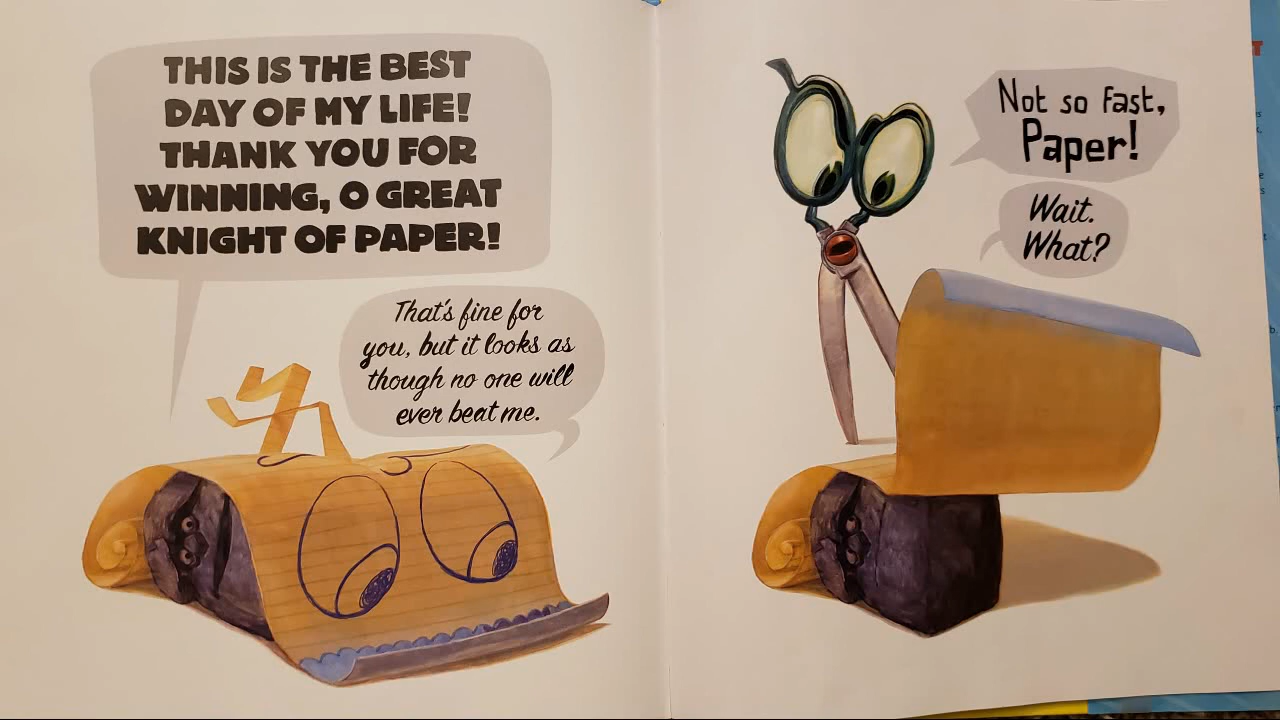 THIS IS THE BEST
DAY OF MY LIFE!
THANK YOU FOR
WINNING, O GREAT
KNIGHT OF PAPER!
That's fine for
you, but it looks as
though no one will
ever beat me.
Not so fast,
Paper!
Wait.
What?